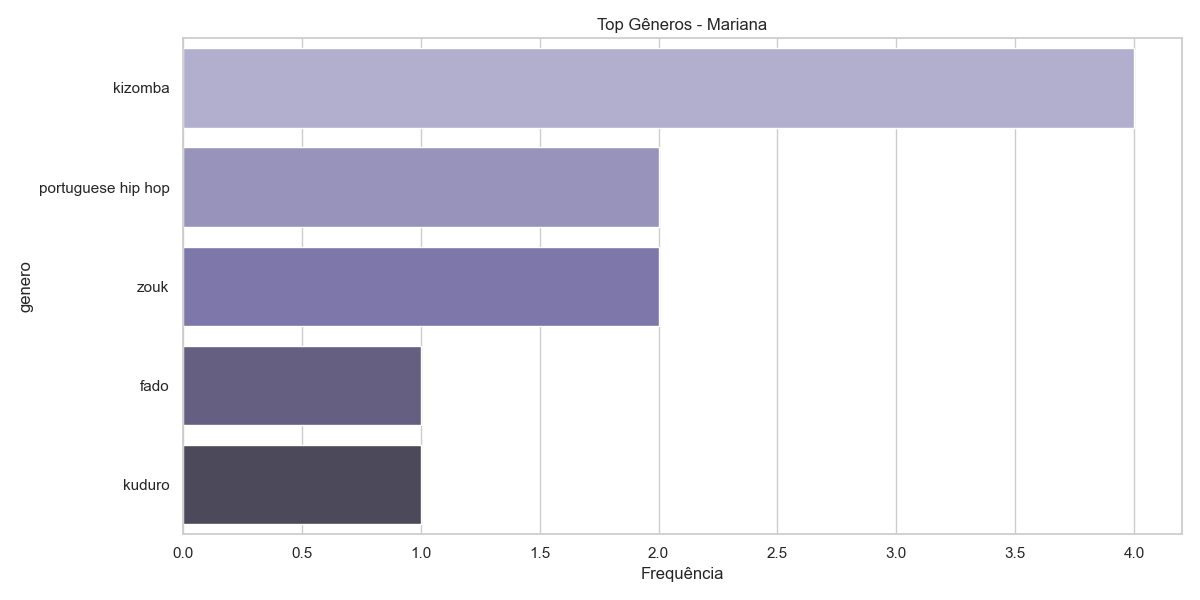 Top Gêneros - Mariana
genero
kizomba
portuguese hip hop
zouk
fado
kuduro
0.0 0.5 1.0 1.5 2.0 2.5 3.0 3.5 4.0
Frequência